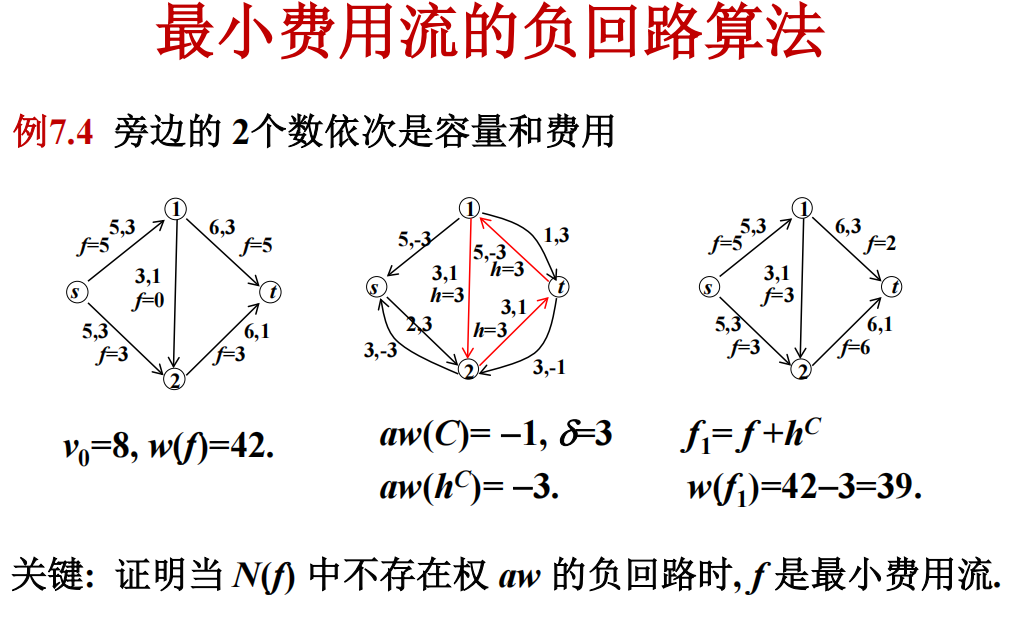 最小费用流的负回路算法
例7.4 旁边的 2个数依次是容量和费用
1
5,3
f=5
6,3
f=5
s
3,1
f=0
t
5,3
f=3
6,1
f=3
2
1
5,-3
1,3
5,-3
h=3
3,1
h=3
s
t
2,3
3,1
h=3
3,-3
3,-1
2
1
5,3
f=5
6,3
f=2
s
3,1
f=3
t
5,3
f=3
6,1
f=6
2
v₀=8, w(f)=42.
aw(C)= –1, δ=3
aw(hᶜ)= –3.
f₁= f +hᶜ
w(f₁)=42–3=39.
关键: 证明当 N(f) 中不存在权 aw 的负回路时, f 是最小费用流.